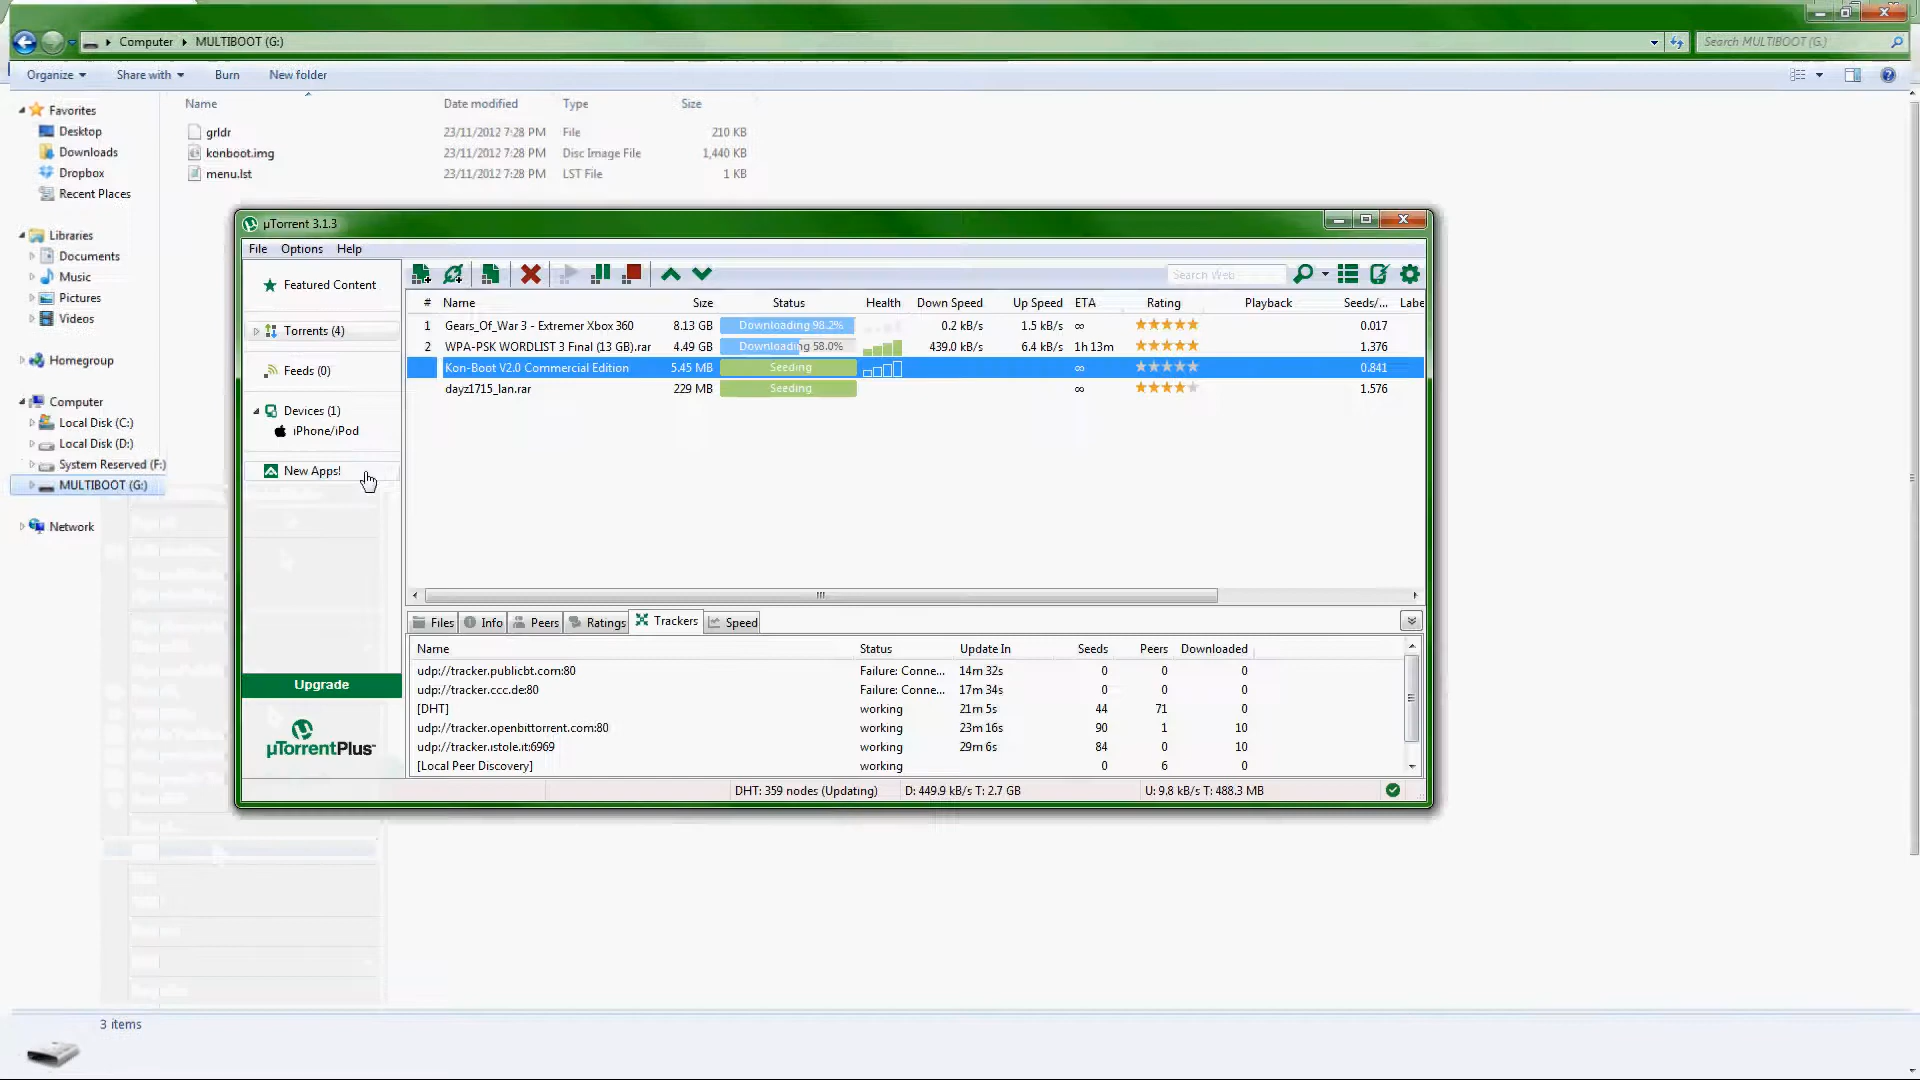 Computer ▸ MULTIBOOT (G:)
Search MULTIBOOT (G:)
Organize Share with Burn New folder
Name Date modified Type Size
grldr 23/11/2012 7:28 PM File 210 KB
konboot.img 23/11/2012 7:28 PM Disc Image File 1,440 KB
menu.lst 23/11/2012 7:28 PM LST File 1 KB
Favorites
Desktop
Downloads
Dropbox
Recent Places
Libraries
Documents
Music
Pictures
Videos
Homegroup
Computer
Local Disk (C:)
Local Disk (D:)
System Reserved (F:)
MULTIBOOT (G:)
Network
µTorrent 3.1.3
File Options Help
Search Web
Featured Content
Torrents (4)
Feeds (0)
Devices (1)
iPhone/iPod
New Apps!
Upgrade
µTorrentPlus
# Name Size Status Health Down Speed Up Speed ETA Rating Playback Seeds/... Labe
1 Gears_Of_War 3 - Extremer Xbox 360 8.13 GB Downloading 98.2% 0.2 kB/s 1.5 kB/s ∞ 0.017
2 WPA-PSK WORDLIST 3 Final (13 GB).rar 4.49 GB Downloading 58.0% 439.0 kB/s 6.4 kB/s 1h 13m 1.376
Kon-Boot V2.0 Commercial Edition 5.45 MB Seeding ∞ 0.841
dayz1715_lan.rar 229 MB Seeding ∞ 1.576
Files Info Peers Ratings Trackers Speed
Name Status Update In Seeds Peers Downloaded
udp://tracker.publicbt.com:80 Failure: Conne... 14m 32s 0 0 0
udp://tracker.ccc.de:80 Failure: Conne... 17m 34s 0 0 0
[DHT] working 21m 5s 44 71 0
udp://tracker.openbittorrent.com:80 working 23m 16s 90 1 10
udp://tracker.istole.it:6969 working 29m 6s 84 0 10
[Local Peer Discovery] working 0 6 0
DHT: 359 nodes (Updating) D: 449.9 kB/s T: 2.7 GB U: 9.8 kB/s T: 488.3 MB
3 items